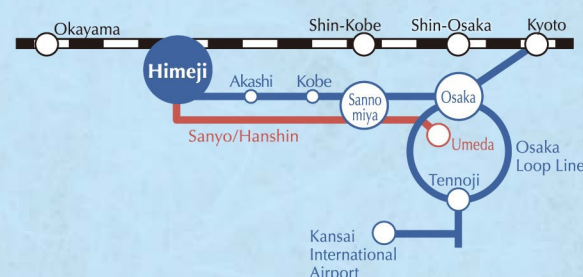 Okayama
Shin-Kobe
Shin-Osaka
Kyoto
Himeji
Akashi
Kobe
Sanno
miya
Osaka
Sanyo/Hanshin
Umeda
Osaka
Loop Line
Tennoji
Kansai
International
Airport